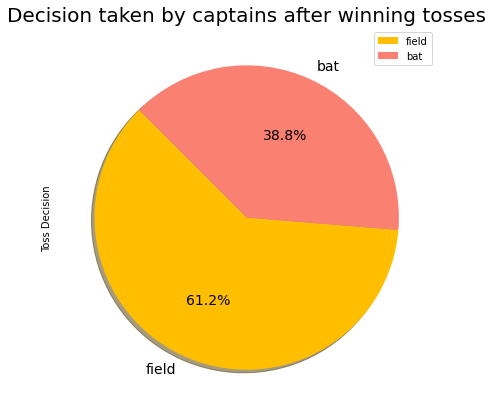 Decision taken by captains after winning tosses
field
bat
bat
38.8%
Toss Decision
61.2%
field